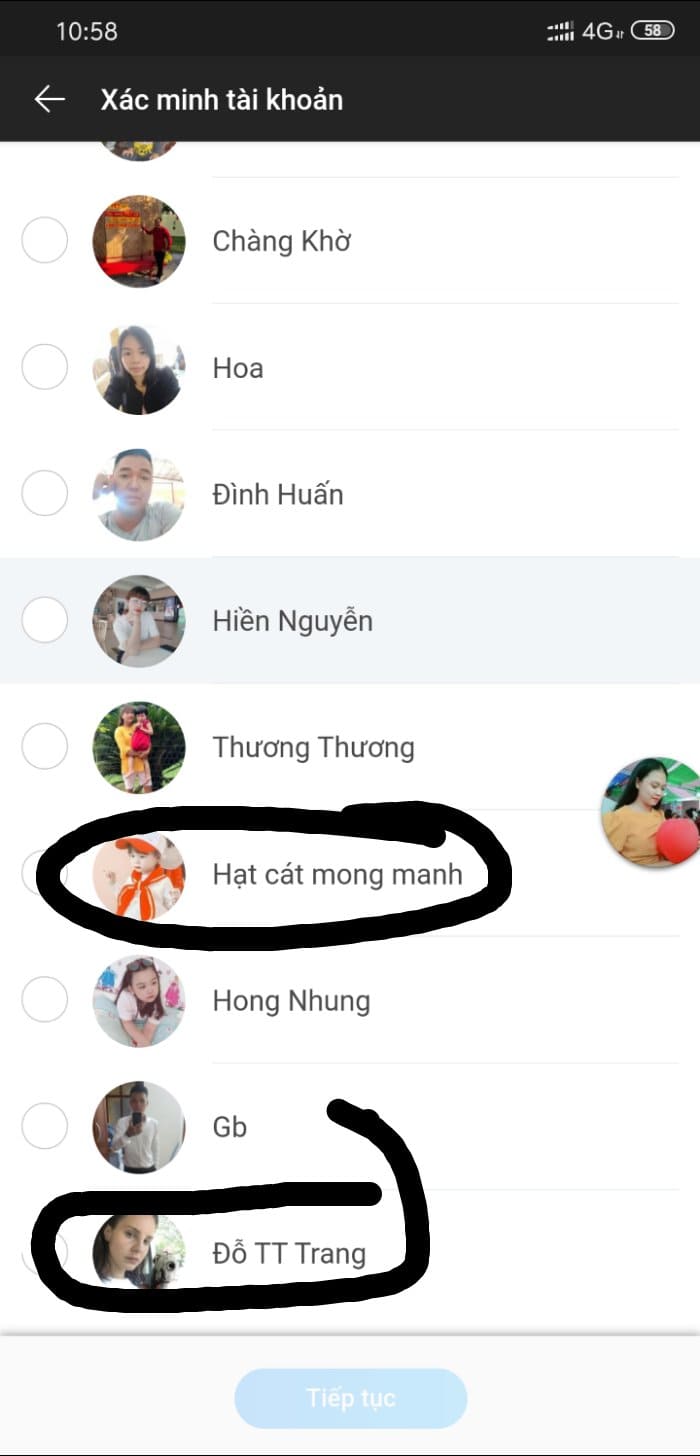 10:58
4G 58
Xác minh tài khoản
Chàng Khờ
Hoa
Đình Huấn
Hiền Nguyễn
Thương Thương
Hạt cát mong manh
Hong Nhung
Gb
Đỗ TT Trang
Tiếp tục